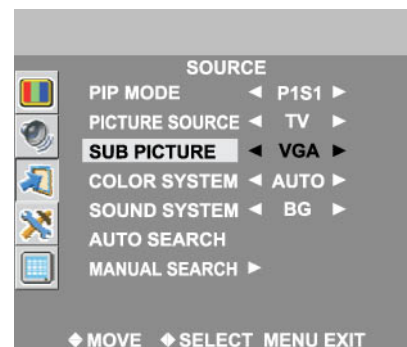 SOURCE
PIP MODE ◄ P1S1 ►
PICTURE SOURCE ◄ TV ►
SUB PICTURE ◄ VGA ►
COLOR SYSTEM ◄ AUTO ►
SOUND SYSTEM ◄ BG ►
AUTO SEARCH
MANUAL SEARCH ►
MOVE SELECT MENU EXIT